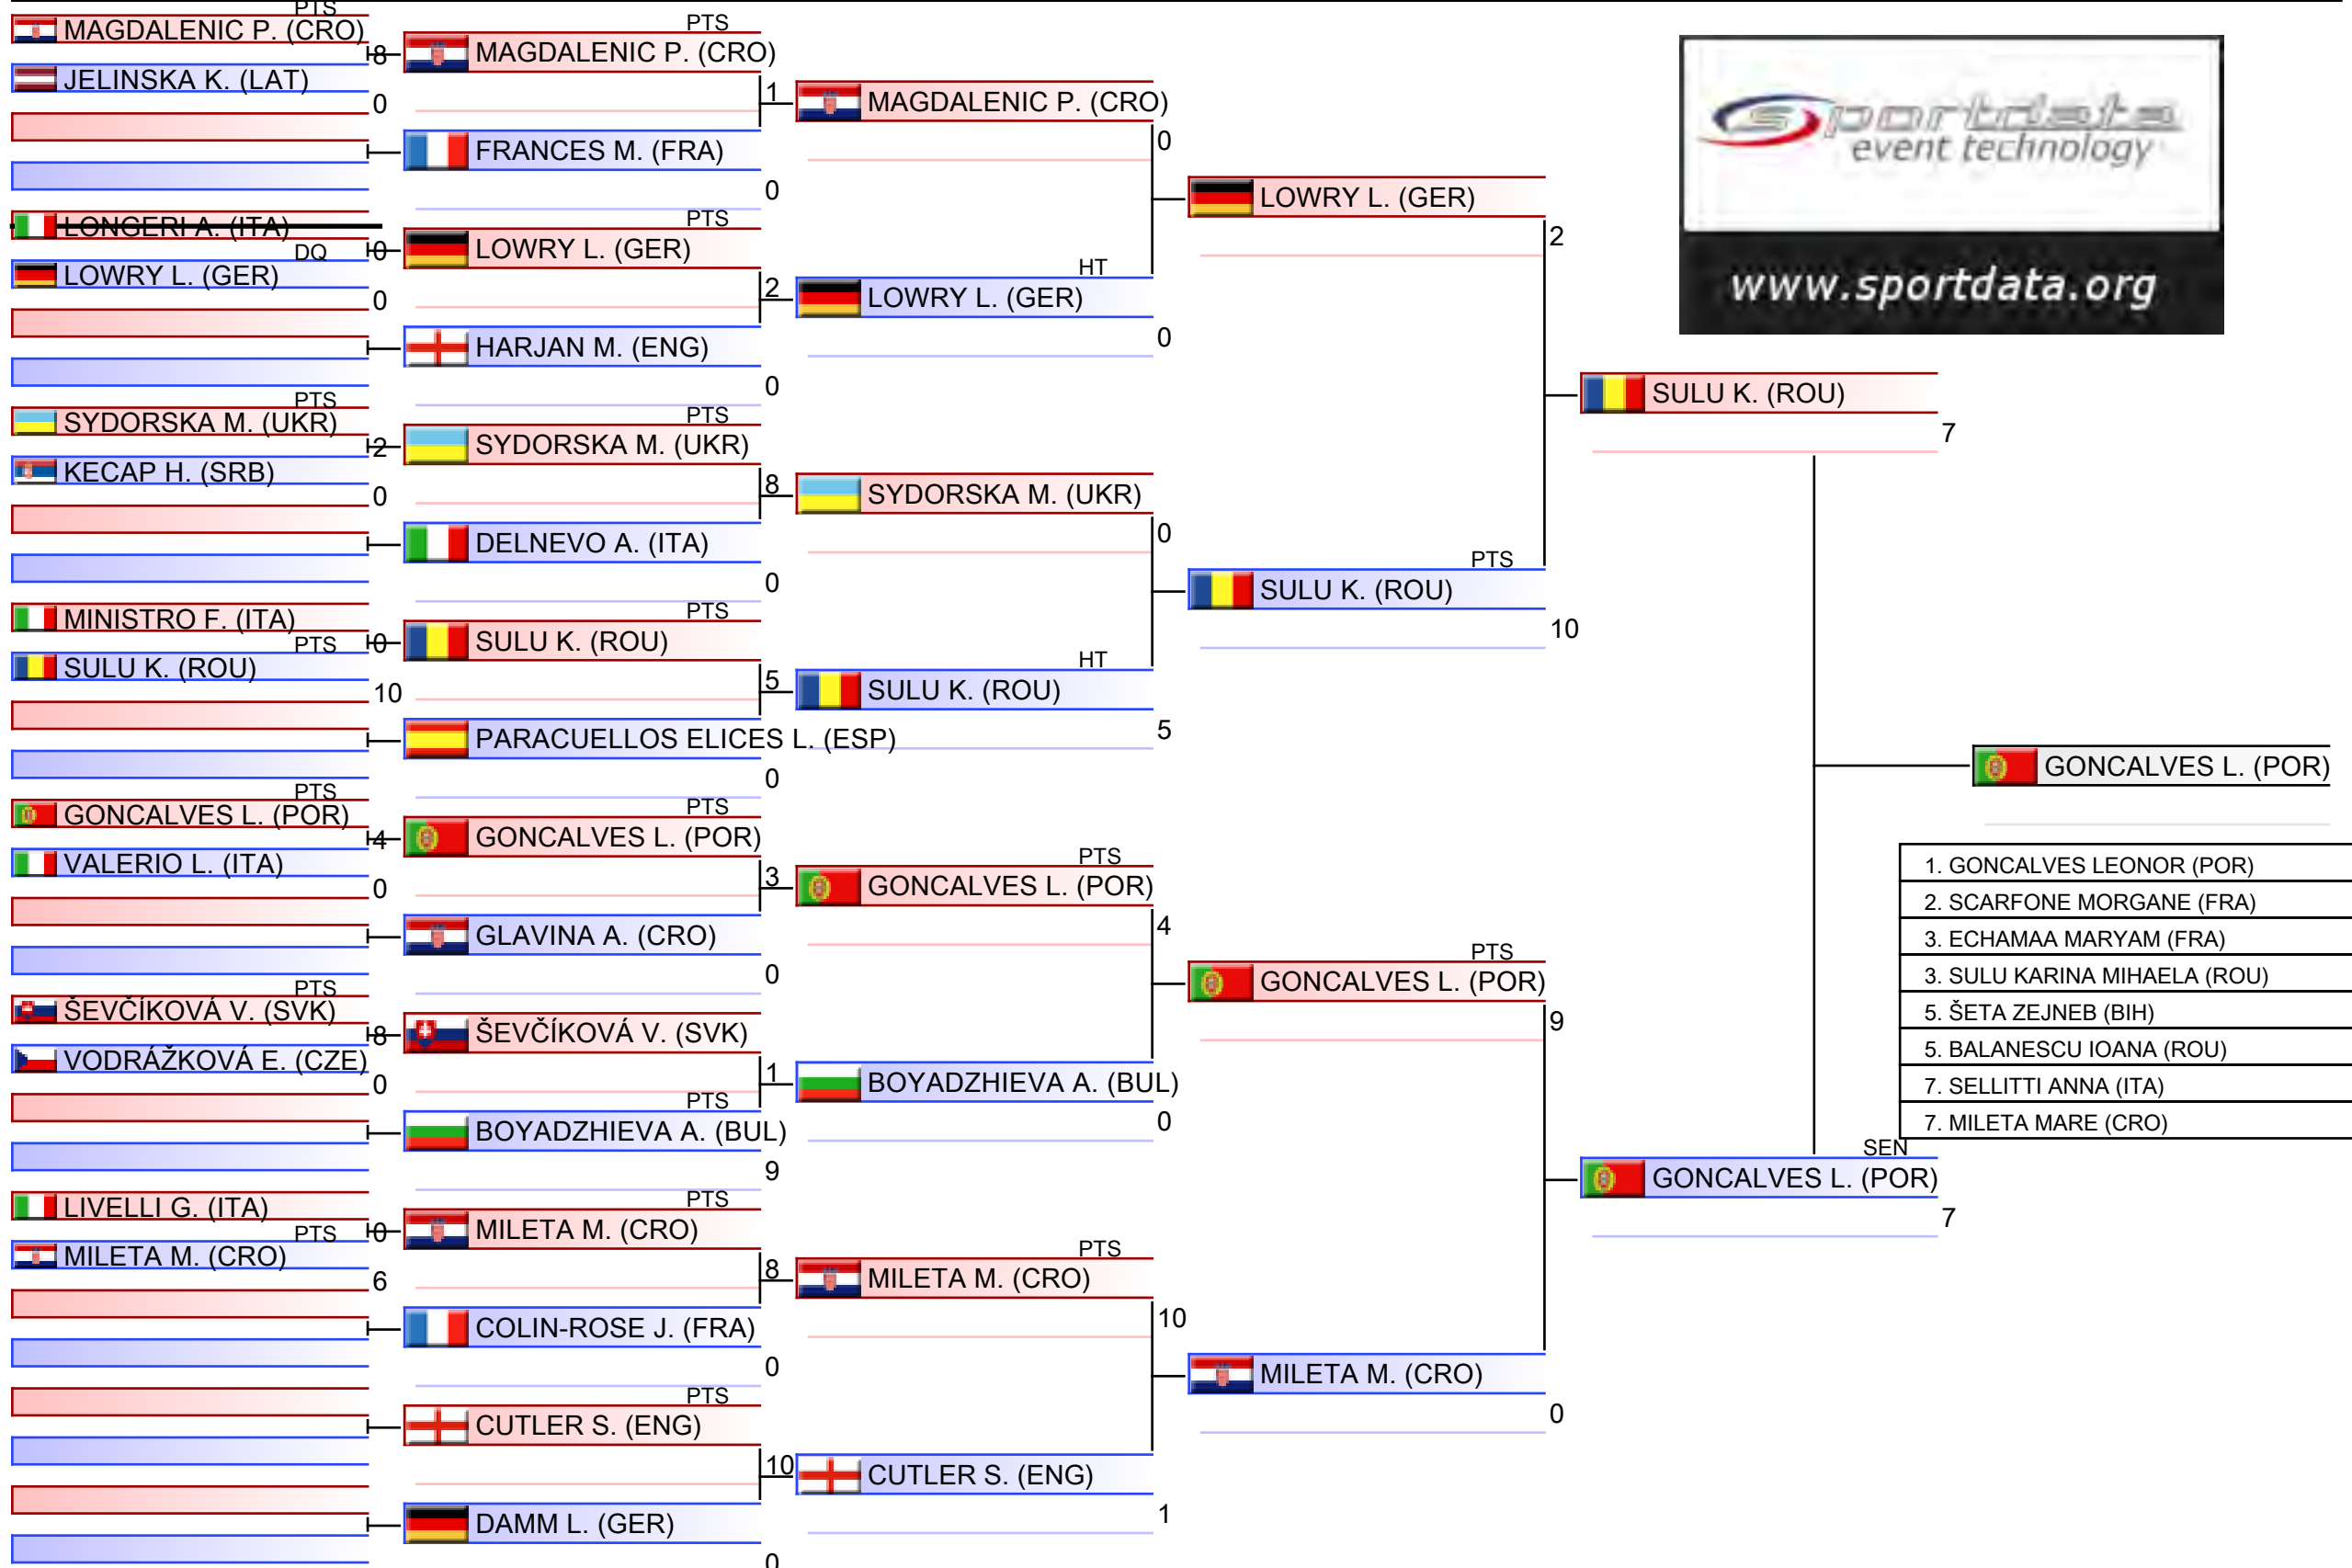 PTS
MAGDALENIC P. (CRO)
8
JELINSKA K. (LAT)
0
LONGERI A. (ITA)
DQ
0
LOWRY L. (GER)
0
PTS
SYDORSKA M. (UKR)
2
KECAP H. (SRB)
0
MINISTRO F. (ITA)
PTS
0
SULU K. (ROU)
10
PTS
GONCALVES L. (POR)
4
VALERIO L. (ITA)
0
PTS
ŠEVČÍKOVÁ V. (SVK)
8
VODRÁŽKOVÁ E. (CZE)
0
LIVELLI G. (ITA)
PTS
0
MILETA M. (CRO)
6
PTS
MAGDALENIC P. (CRO)
1
FRANCES M. (FRA)
0
PTS
LOWRY L. (GER)
2
HARJAN M. (ENG)
0
PTS
SYDORSKA M. (UKR)
8
DELNEVO A. (ITA)
0
PTS
SULU K. (ROU)
5
PARACUELLOS ELICES L. (ESP)
0
PTS
GONCALVES L. (POR)
3
GLAVINA A. (CRO)
0
ŠEVČÍKOVÁ V. (SVK)
1
PTS
BOYADZHIEVA A. (BUL)
9
PTS
MILETA M. (CRO)
8
COLIN-ROSE J. (FRA)
0
PTS
CUTLER S. (ENG)
10
DAMM L. (GER)
0
MAGDALENIC P. (CRO)
0
HT
LOWRY L. (GER)
0
SYDORSKA M. (UKR)
0
HT
SULU K. (ROU)
5
PTS
GONCALVES L. (POR)
4
BOYADZHIEVA A. (BUL)
0
PTS
MILETA M. (CRO)
10
CUTLER S. (ENG)
1
LOWRY L. (GER)
2
PTS
SULU K. (ROU)
10
PTS
GONCALVES L. (POR)
9
MILETA M. (CRO)
0
SULU K. (ROU)
7
SEN
GONCALVES L. (POR)
7
GONCALVES L. (POR)
sportdata
event technology
www.sportdata.org
1. GONCALVES LEONOR (POR)
2. SCARFONE MORGANE (FRA)
3. ECHAMAA MARYAM (FRA)
3. SULU KARINA MIHAELA (ROU)
5. ŠETA ZEJNEB (BIH)
5. BALANESCU IOANA (ROU)
7. SELLITTI ANNA (ITA)
7. MILETA MARE (CRO)